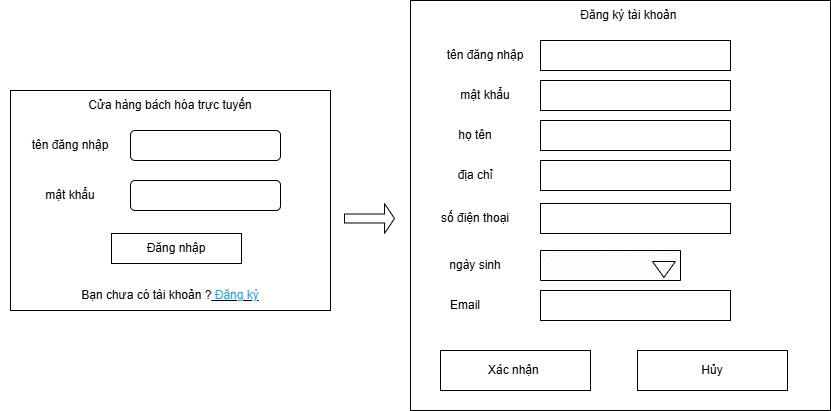 Cửa hàng bách hóa trực tuyến
tên đăng nhập
mật khẩu
Đăng nhập
Bạn chưa có tài khoản ? Đăng ký
Đăng ký tài khoản
tên đăng nhập
mật khẩu
họ tên
địa chỉ
số điện thoại
ngày sinh
Email
Xác nhận
Hủy